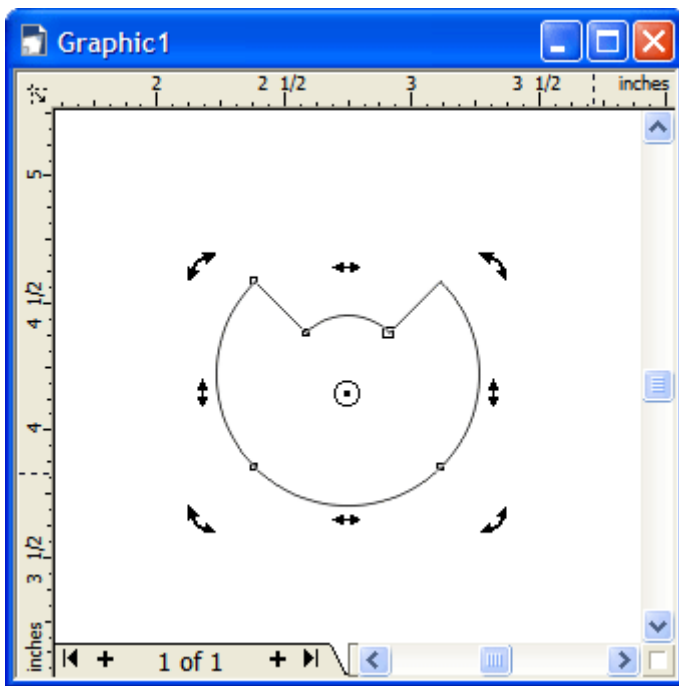 Graphic1
2 2 1/2 3 3 1/2 inches
5
4 1/2
4
3 1/2
inches
1 of 1